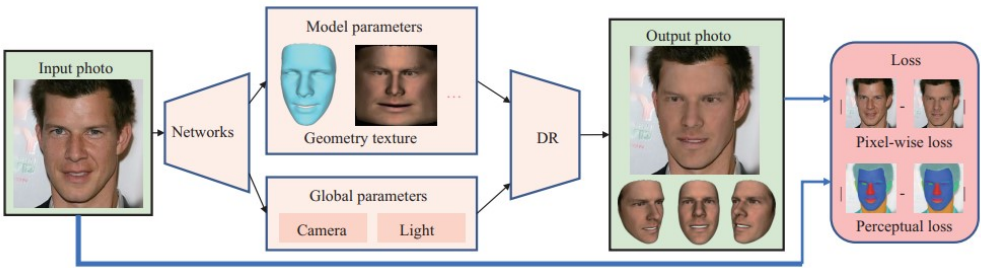 Input photo
Networks
Model parameters
...
Geometry texture
Global parameters
Camera
Light
DR
Output photo
Loss
| - |
Pixel-wise loss
| - |
Perceptual loss